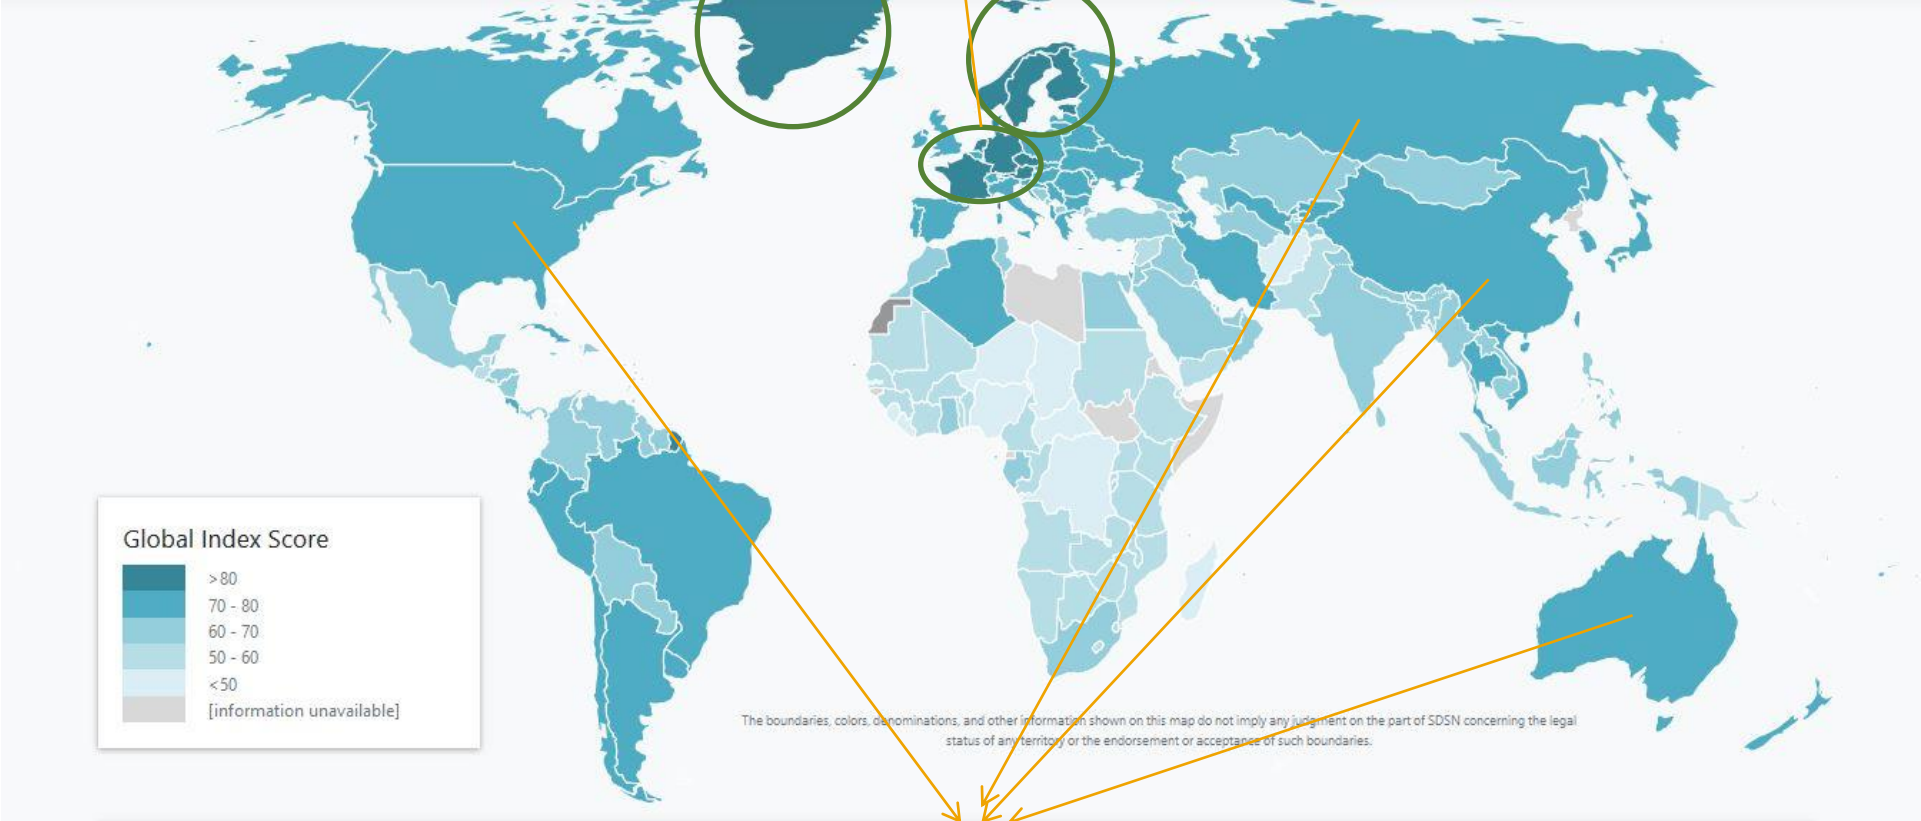 Global Index Score
>80
70 - 80
60 - 70
50 - 60
<50
[information unavailable]
The boundaries, colors, denominations, and other information shown on this map do not imply any judgment on the part of SDSN concerning the legal
status of any territory or the endorsement or acceptance of such boundaries.